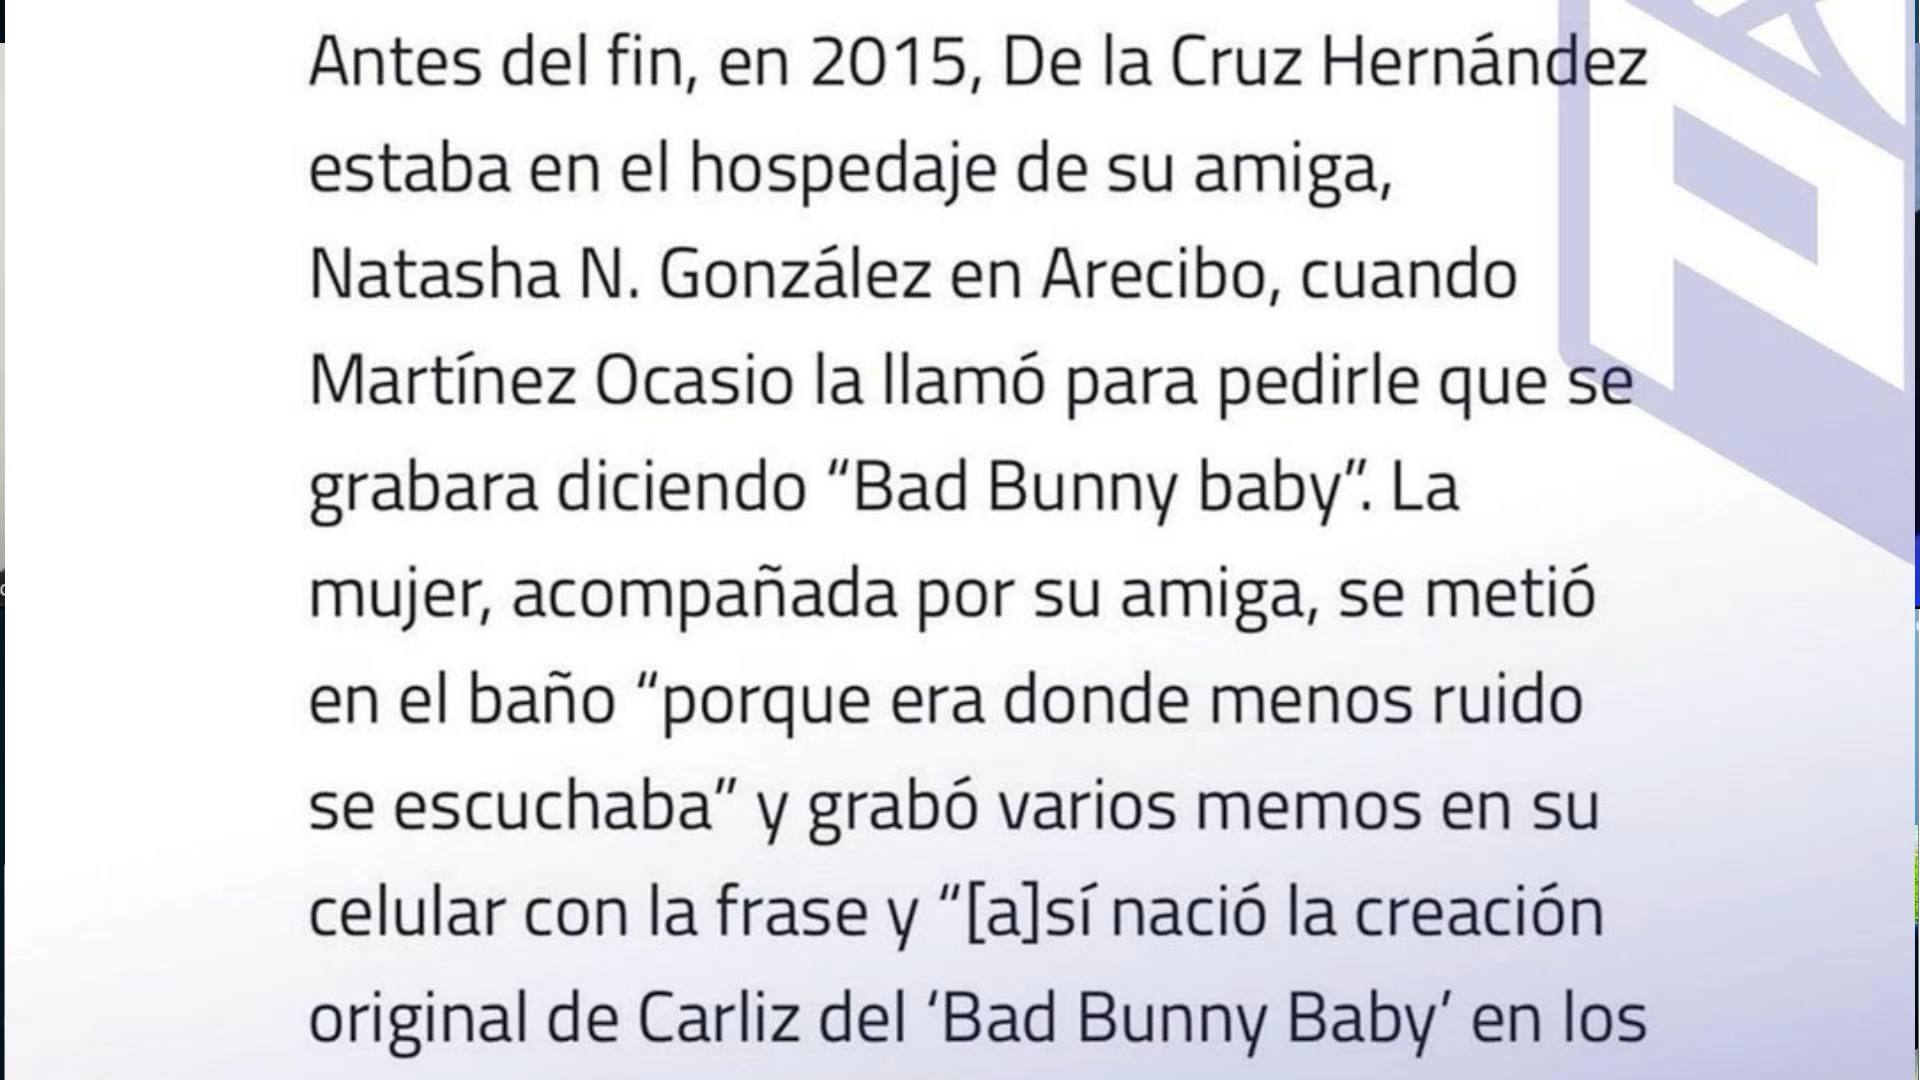 Antes del fin, en 2015, De la Cruz Hernández
estaba en el hospedaje de su amiga,
Natasha N. González en Arecibo, cuando
Martínez Ocasio la llamó para pedirle que se
grabara diciendo “Bad Bunny baby”. La
mujer, acompañada por su amiga, se metió
en el baño “porque era donde menos ruido
se escuchaba” y grabó varios memos en su
celular con la frase y “[a]sí nació la creación
original de Carliz del ‘Bad Bunny Baby’ en los